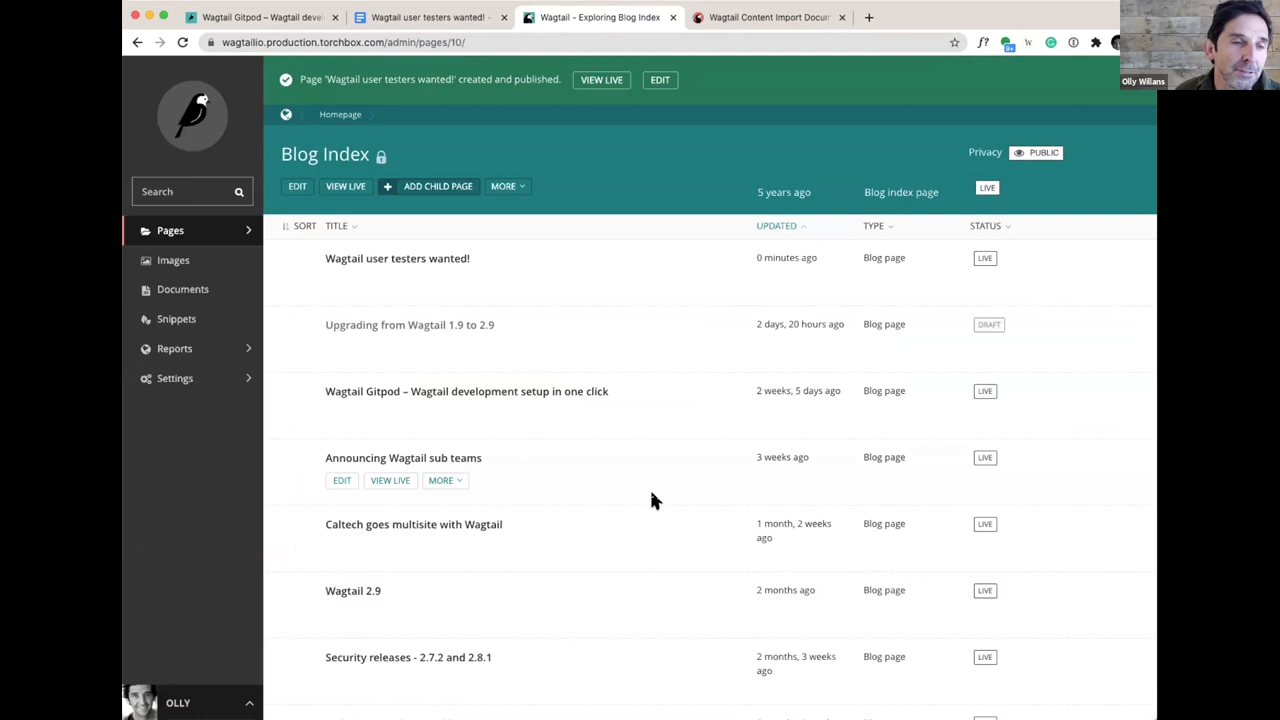 Wagtail Gitpod – Wagtail devel
Wagtail user testers wanted! -
Wagtail - Exploring Blog Index
Wagtail Content Import Docum
wagtailio.production.torchbox.com/admin/pages/10/
Olly Willans
Page 'Wagtail user testers wanted!' created and published.
VIEW LIVE
EDIT
Homepage
Blog Index
Privacy
PUBLIC
EDIT
VIEW LIVE
ADD CHILD PAGE
MORE
5 years ago
Blog index page
LIVE
Search
Pages
Images
Documents
Snippets
Reports
Settings
SORT TITLE UPDATED TYPE STATUS
Wagtail user testers wanted! 0 minutes ago Blog page LIVE
Upgrading from Wagtail 1.9 to 2.9 2 days, 20 hours ago Blog page DRAFT
Wagtail Gitpod – Wagtail development setup in one click 2 weeks, 5 days ago Blog page LIVE
Announcing Wagtail sub teams 3 weeks ago Blog page LIVE
EDIT VIEW LIVE MORE
Caltech goes multisite with Wagtail 1 month, 2 weeks Blog page LIVE
ago
Wagtail 2.9 2 months ago Blog page LIVE
Security releases - 2.7.2 and 2.8.1 2 months, 3 weeks Blog page LIVE
ago
OLLY